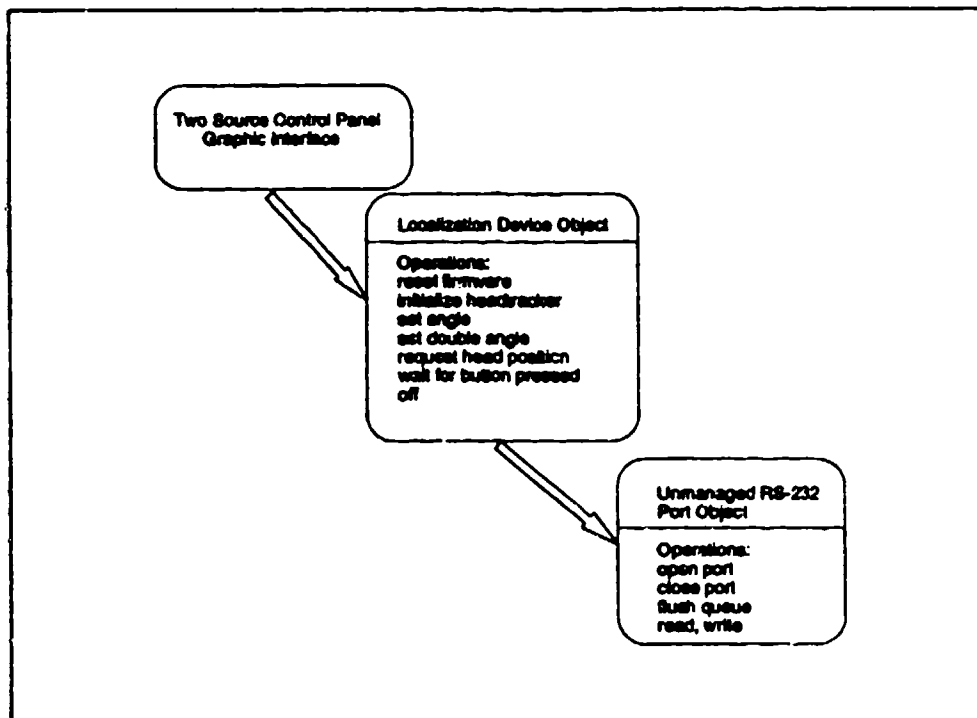 Two Source Control Panel
Graphic Interface
Localization Device Object
Operations:
reset firmware
initialize headtracker
set angle
set double angle
request head position
wait for button pressed
off
Unmanaged RS-232
Port Object
Operations:
open port
close port
flush queue
read, write